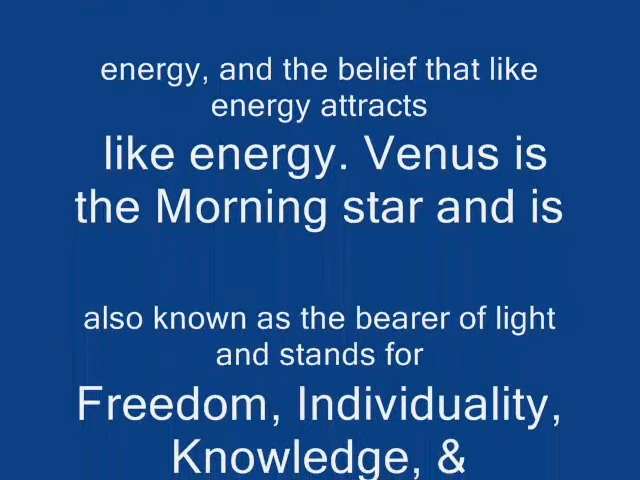 energy, and the belief that like
energy attracts
like energy. Venus is
the Morning star and is
also known as the bearer of light
and stands for
Freedom, Individuality,
Knowledge, &